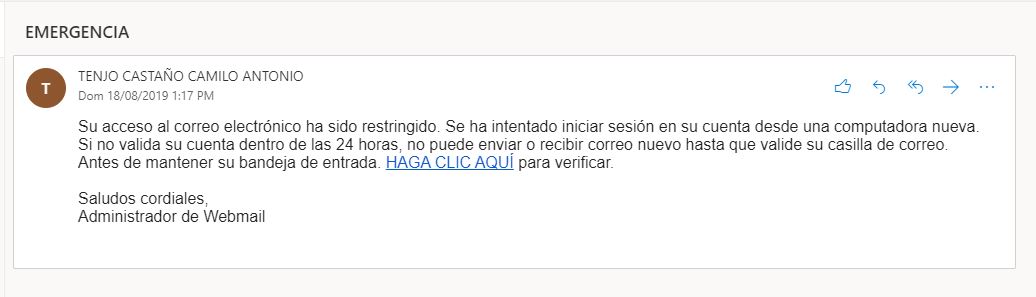 EMERGENCIA
T
TENJO CASTAÑO CAMILO ANTONIO
Dom 18/08/2019 1:17 PM
Su acceso al correo electrónico ha sido restringido. Se ha intentado iniciar sesión en su cuenta desde una computadora nueva.
Si no valida su cuenta dentro de las 24 horas, no puede enviar o recibir correo nuevo hasta que valide su casilla de correo.
Antes de mantener su bandeja de entrada. HAGA CLIC AQUÍ para verificar.
Saludos cordiales,
Administrador de Webmail